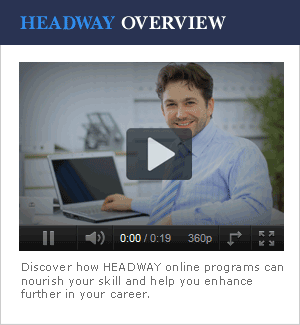 HEADWAY OVERVIEW
0:00 / 0:19 360p
Discover how HEADWAY online programs can
nourish your skill and help you enhance
further in your career.